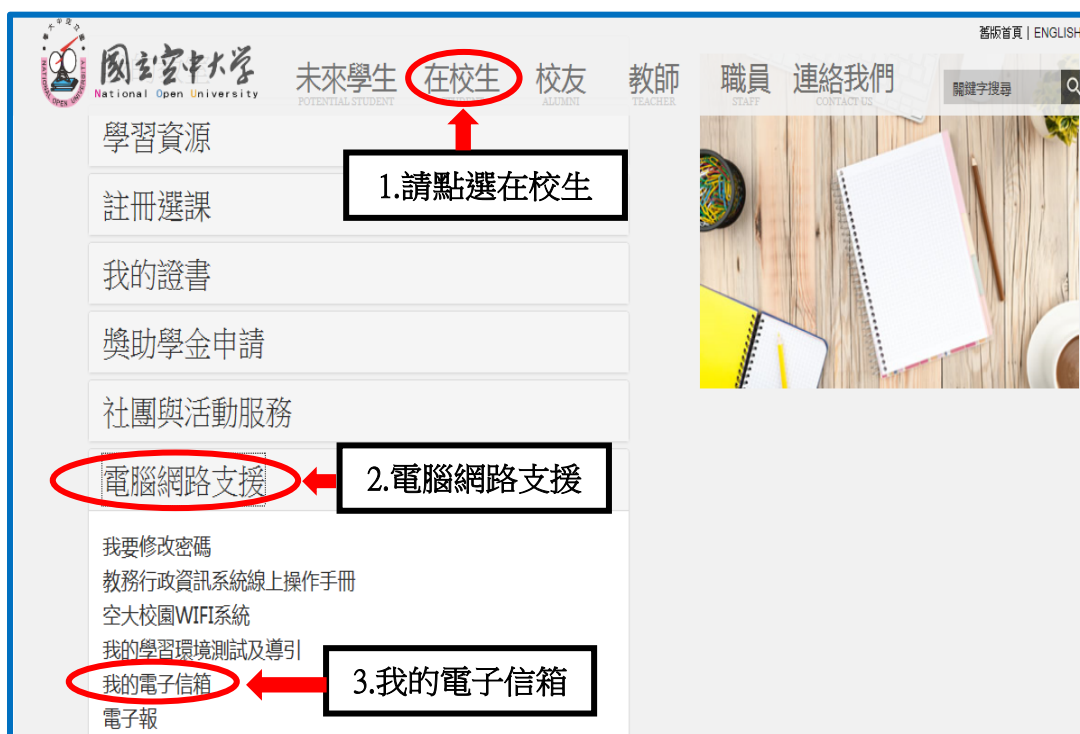 舊版首頁 | ENGLISH
國立空中大学
National Open University
NATIONAL OPEN UNIVERSITY
未來學生 在校生 校友 教師 職員 連絡我們
POTENTIAL STUDENT ALUMNI TEACHER STAFF CONTACT US
關鍵字搜尋
學習資源
1.請點選在校生
註冊選課
我的證書
獎助學金申請
社團與活動服務
電腦網路支援
2.電腦網路支援
我要修改密碼
教務行政資訊系統線上操作手冊
空大校園WIFI系統
我的學習環境測試及導引
我的電子信箱
3.我的電子信箱
電子報